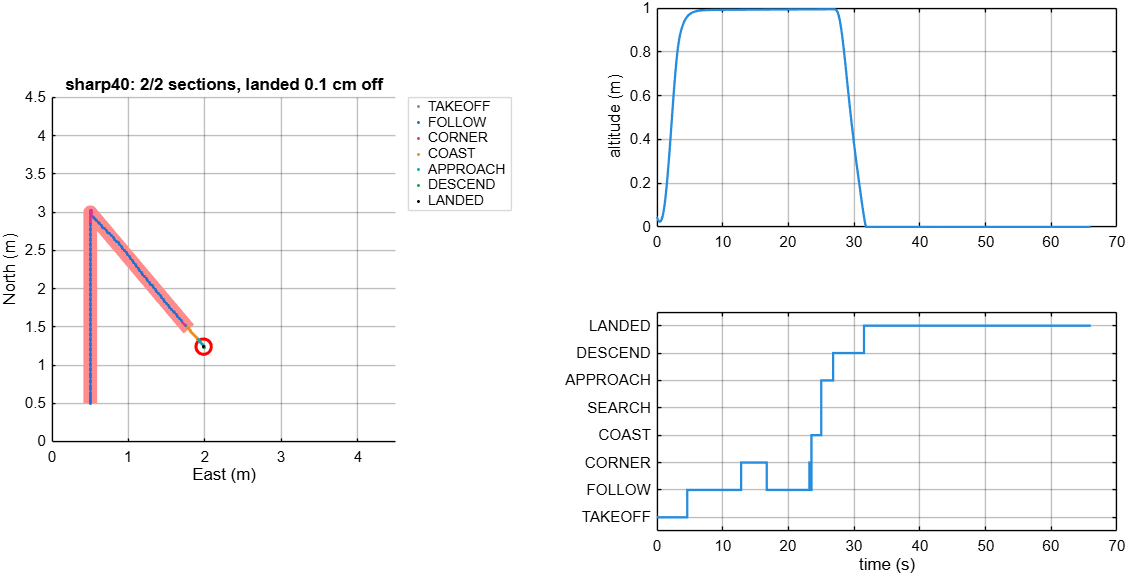 sharp40: 2/2 sections, landed 0.1 cm off
4.5
4
3.5
3
2.5
2
1.5
1
0.5
0
0 1 2 3 4
North (m)
East (m)
TAKEOFF
FOLLOW
CORNER
COAST
APPROACH
DESCEND
LANDED
1
0.8
0.6
0.4
0.2
0
0 10 20 30 40 50 60 70
altitude (m)
LANDED
DESCEND
APPROACH
SEARCH
COAST
CORNER
FOLLOW
TAKEOFF
0 10 20 30 40 50 60 70
time (s)